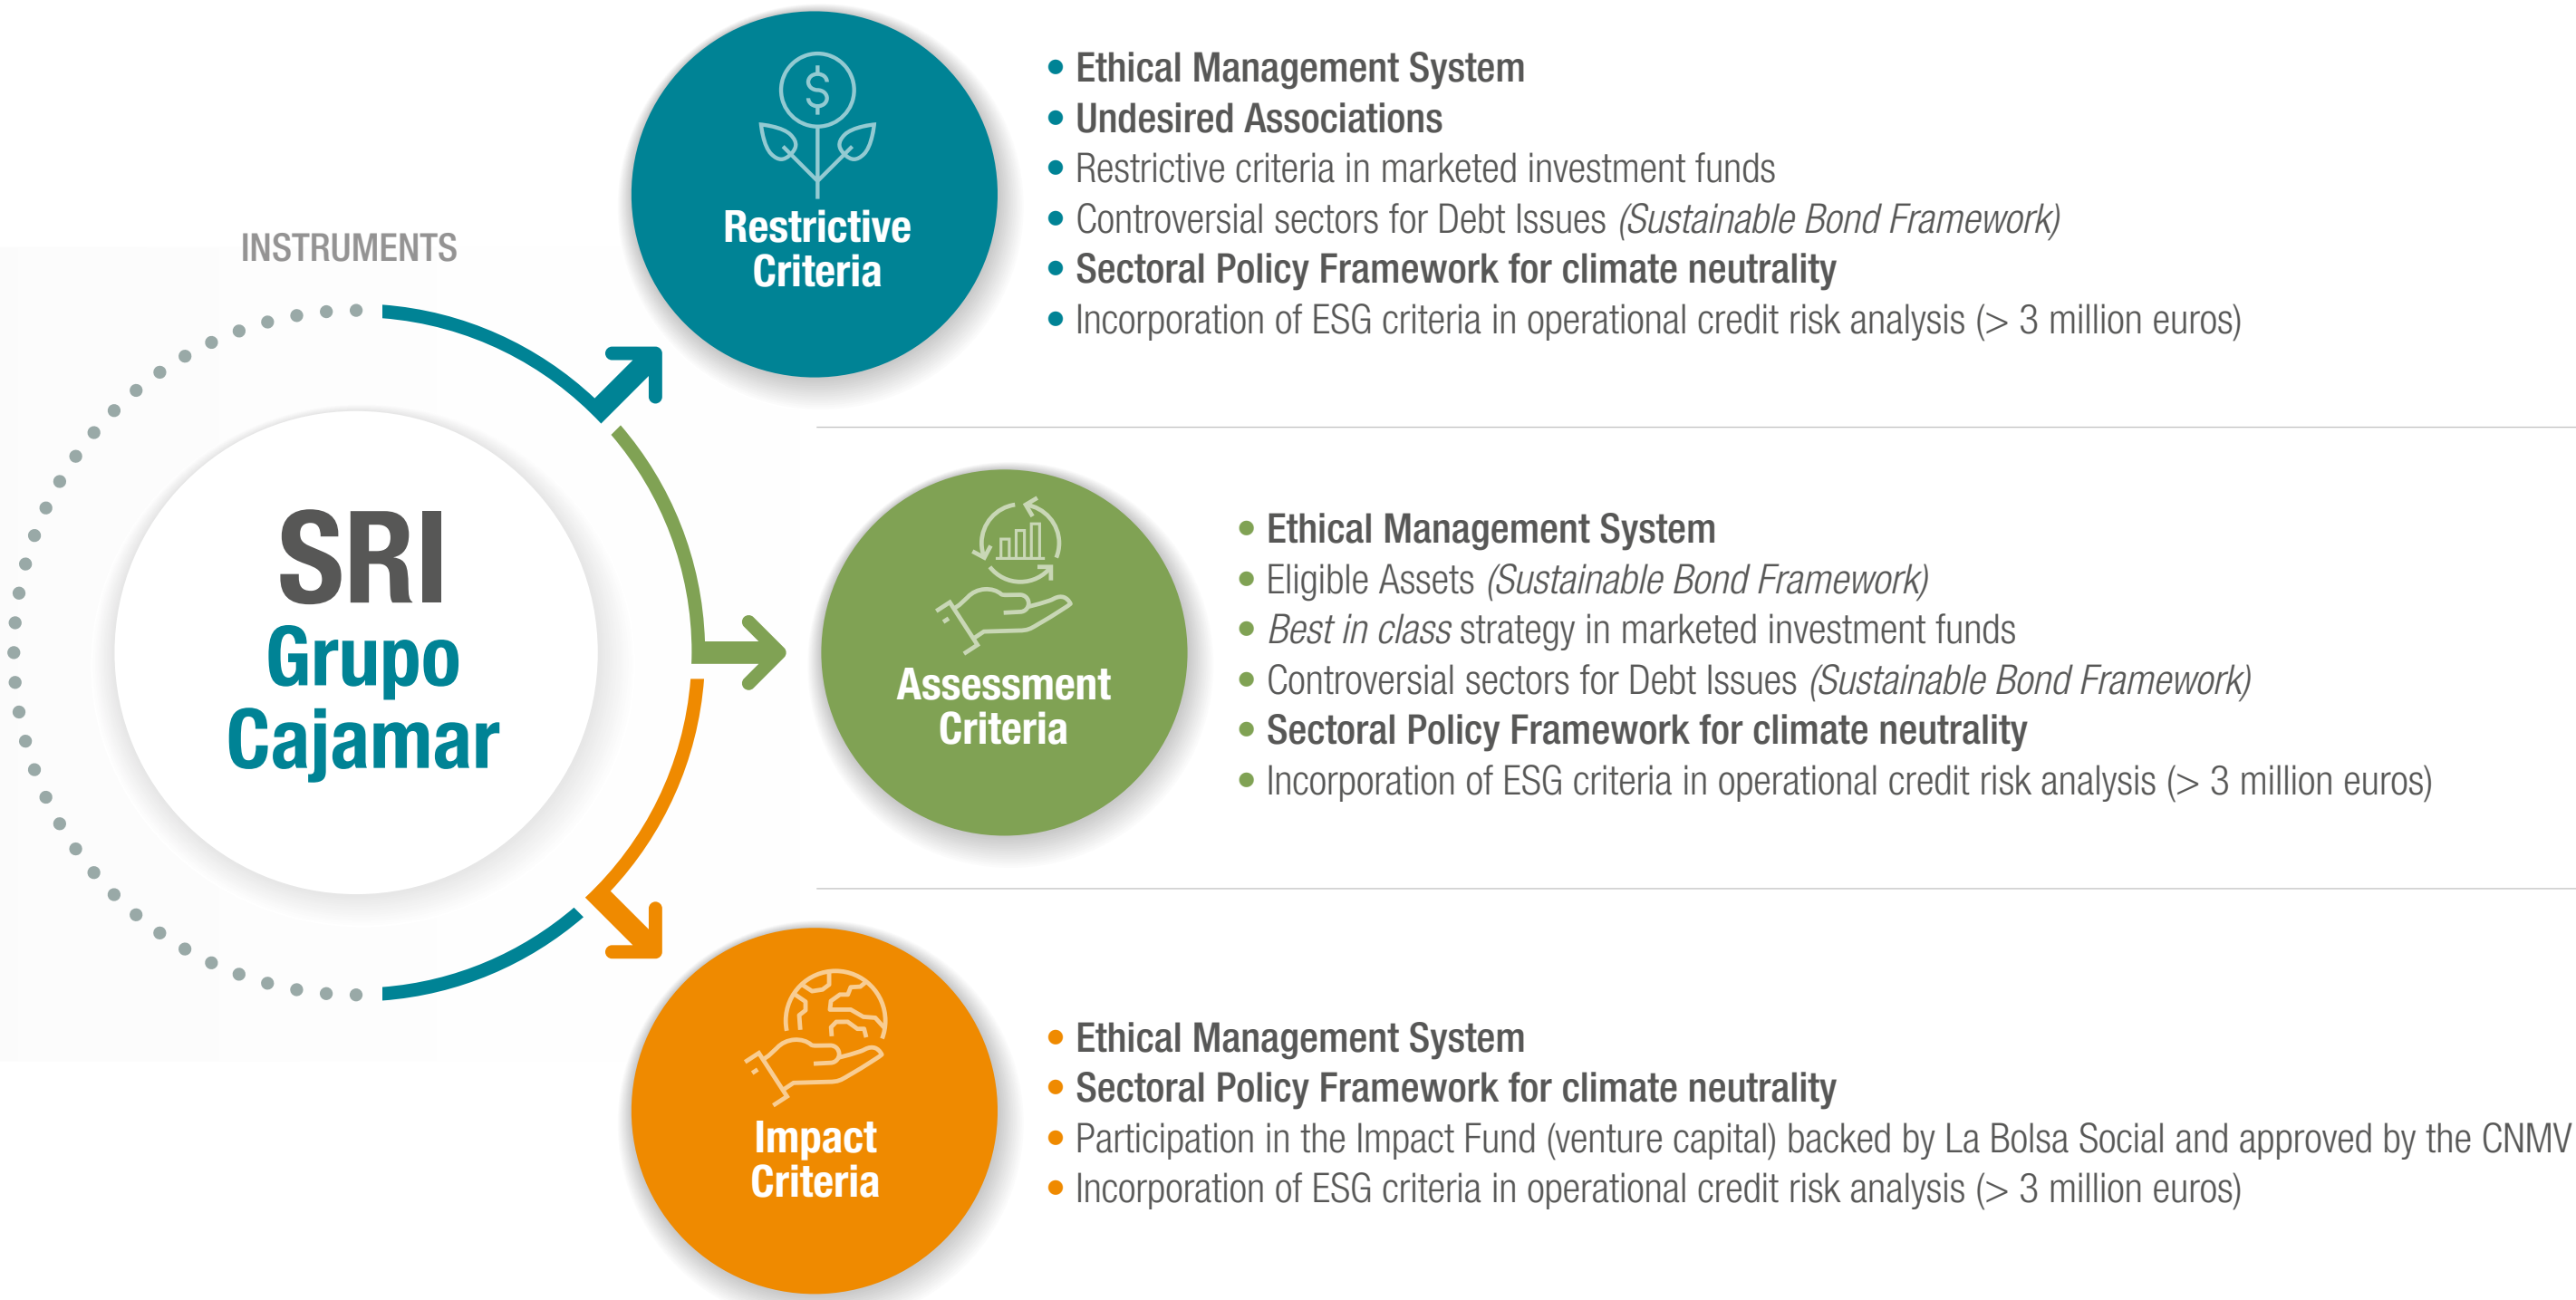 INSTRUMENTS
SRI
Grupo
Cajamar
$
Restrictive
Criteria
• Ethical Management System
• Undesired Associations
• Restrictive criteria in marketed investment funds
• Controversial sectors for Debt Issues (Sustainable Bond Framework)
• Sectoral Policy Framework for climate neutrality
• Incorporation of ESG criteria in operational credit risk analysis (> 3 million euros)
Assessment
Criteria
• Ethical Management System
• Eligible Assets (Sustainable Bond Framework)
• Best in class strategy in marketed investment funds
• Controversial sectors for Debt Issues (Sustainable Bond Framework)
• Sectoral Policy Framework for climate neutrality
• Incorporation of ESG criteria in operational credit risk analysis (> 3 million euros)
Impact
Criteria
• Ethical Management System
• Sectoral Policy Framework for climate neutrality
• Participation in the Impact Fund (venture capital) backed by La Bolsa Social and approved by the CNMV
• Incorporation of ESG criteria in operational credit risk analysis (> 3 million euros)